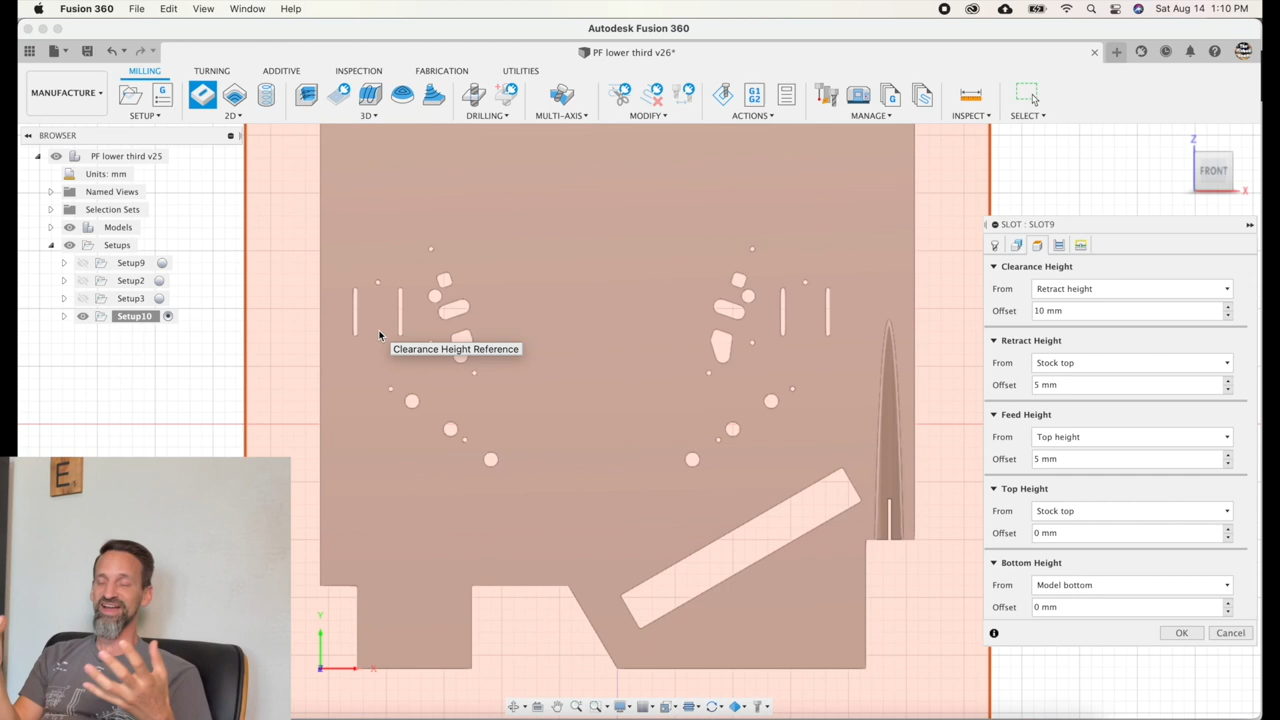 Fusion 360 File Edit View Window Help Sat Aug 14 1:10 PM
Autodesk Fusion 360
PF lower third v26*
MILLING TURNING ADDITIVE INSPECTION FABRICATION UTILITIES
MANUFACTURE
G
G1
G2
G
SETUP 2D 3D DRILLING MULTI-AXIS MODIFY ACTIONS MANAGE INSPECT SELECT
BROWSER
PF lower third v25
Units: mm
Named Views
Selection Sets
Models
Setups
Setup9
Setup2
Setup3
Setup10
Z
FRONT
X
Clearance Height Reference
SLOT : SLOT9
Clearance Height
From Retract height
Offset 10 mm
Retract Height
From Stock top
Offset 5 mm
Feed Height
From Top height
Offset 5 mm
Top Height
From Stock top
Offset 0 mm
Bottom Height
From Model bottom
Offset 0 mm
OK Cancel
Y
X
E